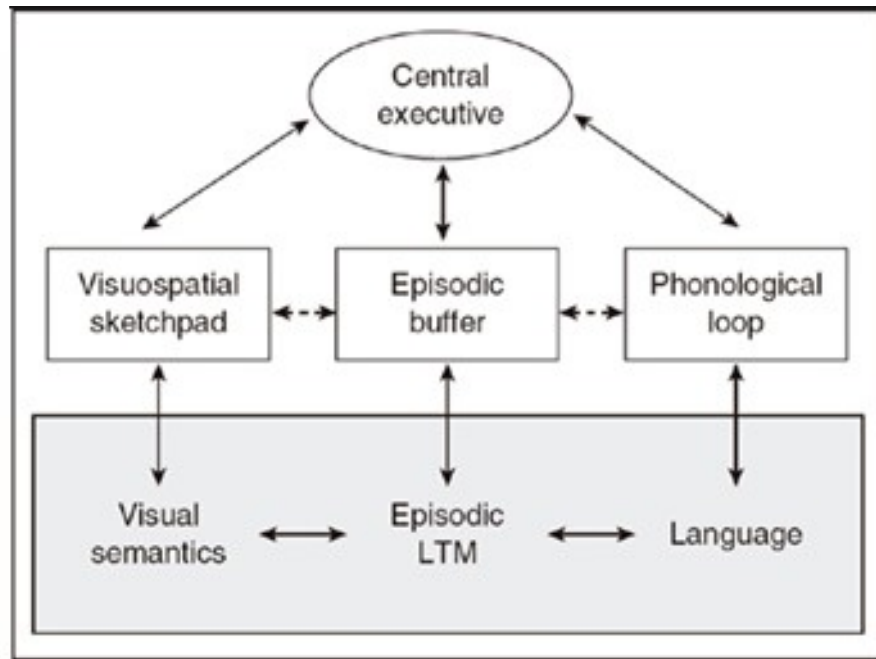 Central
executive
Visuospatial
sketchpad
Episodic
buffer
Phonological
loop
Visual
semantics
Episodic
LTM
Language